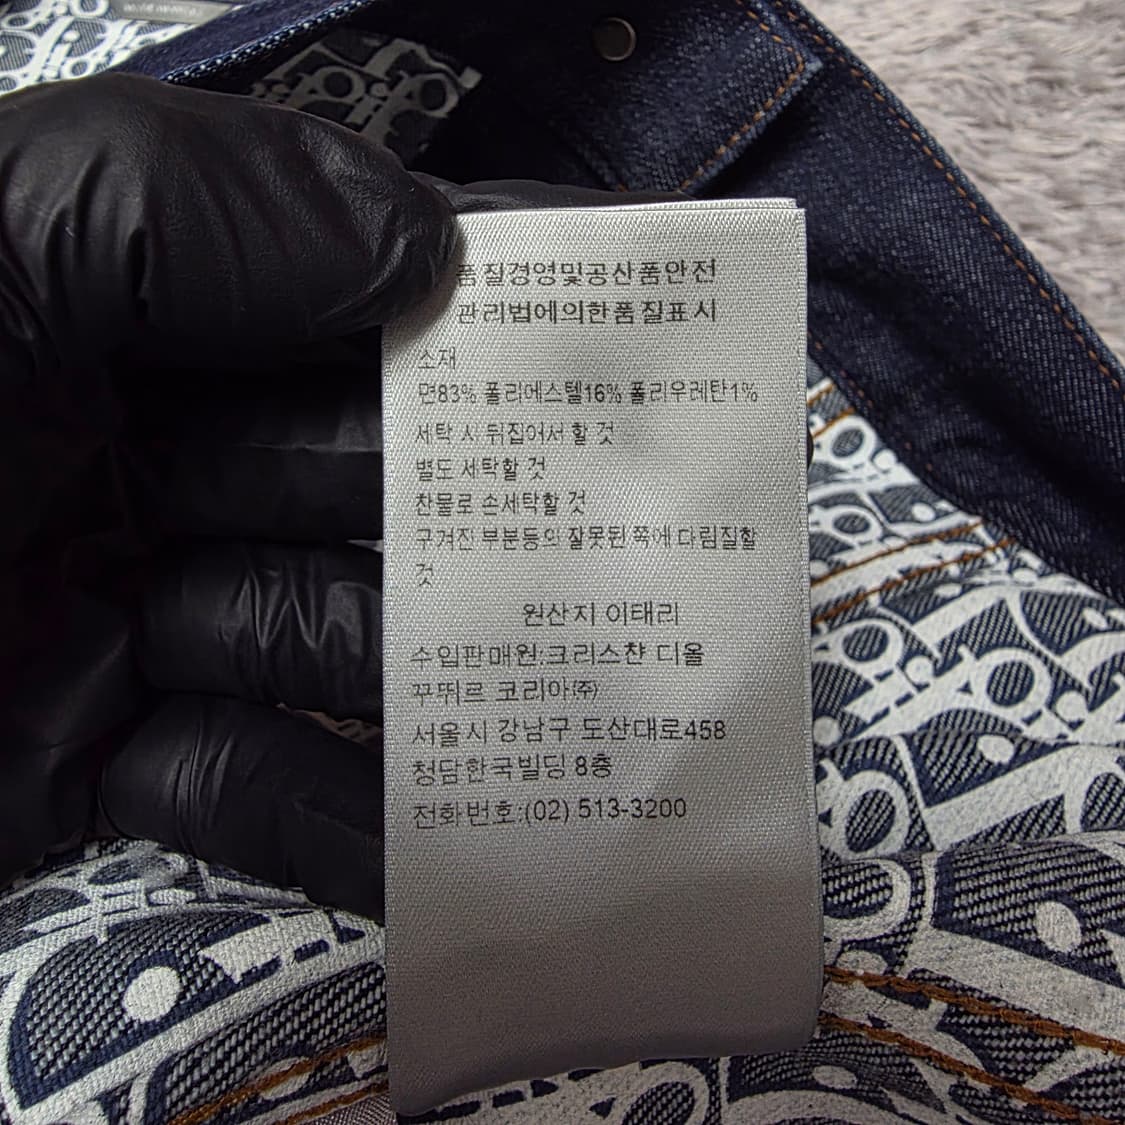 품질경영및공산품안전
관리법에의한품질표시
소재
면83% 폴리에스텔16% 폴리우레탄1%
세탁 시 뒤집어서 할 것
별도 세탁할 것
찬물로 손세탁할 것
구겨진 부분등의 잘못된 쪽에 다림질할
것
원산지 이태리
수입판매원:크리스챤 디올
꾸뛰르 코리아(주)
서울시 강남구 도산대로458
청담한국빌딩 8층
전화번호:(02) 513-3200